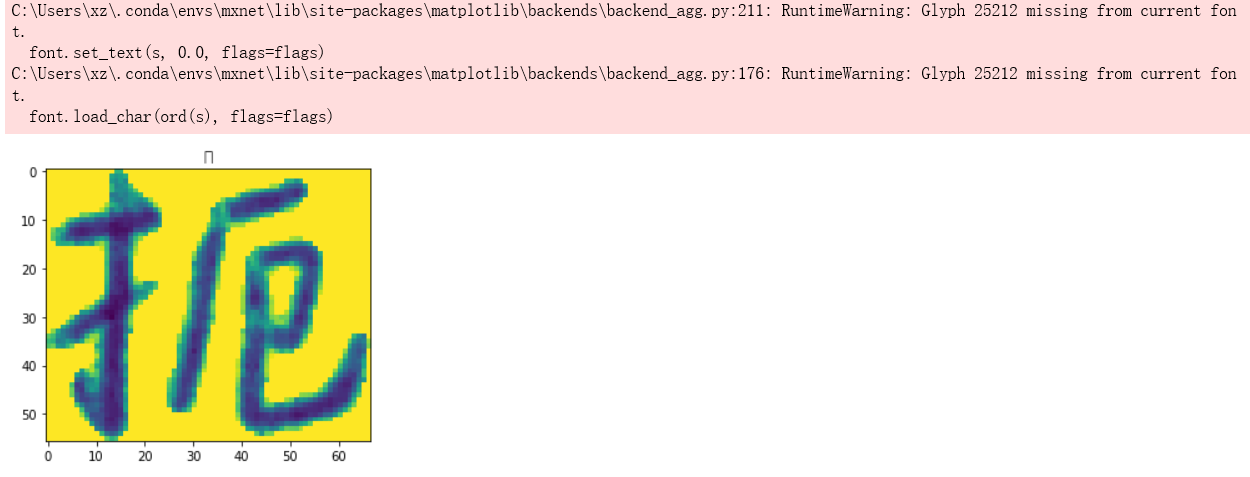 C:\Users\xz\.conda\envs\mxnet\lib\site-packages\matplotlib\backends\backend_agg.py:211: RuntimeWarning: Glyph 25212 missing from current fon
t.
  font.set_text(s, 0.0, flags=flags)
C:\Users\xz\.conda\envs\mxnet\lib\site-packages\matplotlib\backends\backend_agg.py:176: RuntimeWarning: Glyph 25212 missing from current fon
t.
  font.load_char(ord(s), flags=flags)
0
10
20
30
40
50
扼
0 10 20 30 40 50 60